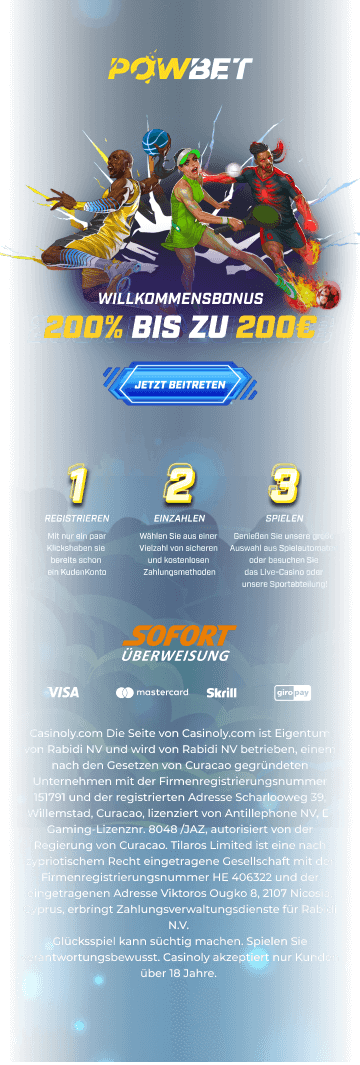 POWBET
WILLKOMMENSBONUS
200% BIS ZU 200€
JETZT BEITRETEN
1 2 3
REGISTRIEREN EINZAHLEN SPIELEN
Mit nur ein paar Wählen Sie aus einer Genießen Sie unsere große
Klickshaben sie Vielzahl von sicheren Auswahl aus Spieleautomaten
bereits schon und kostenlosen oder besuchen Sie
ein KudenKonto Zahlungsmethoden das Live-Casino oder
unsere Sportabteilung!
SOFORT
ÜBERWEISUNG
VISA mastercard Skrill giropay
Casinoly.com Die Seite von Casinoly.com ist Eigentum
von Rabidi NV und wird von Rabidi NV betrieben, einem
nach den Gesetzen von Curacao gegründeten
Unternehmen mit der Firmenregistrierungsnummer
151791 und der registrierten Adresse Scharlooweg 39,
Willemstad, Curacao, lizenziert von Antillephone NV, E-
Gaming-Lizenznr. 8048 /JAZ, autorisiert von der
Regierung von Curacao. Tilaros Limited ist eine nach
zypriotischem Recht eingetragene Gesellschaft mit der
Firmenregistrierungsnummer HE 406322 und der
eingetragenen Adresse Viktoros Ougko 8, 2107 Nicosia,
Cyprus, erbringt Zahlungsverwaltungsdienste für Rabidi
N.V.
Glücksspiel kann süchtig machen. Spielen Sie
verantwortungsbewusst. Casinoly akzeptiert nur Kunden
über 18 Jahre.